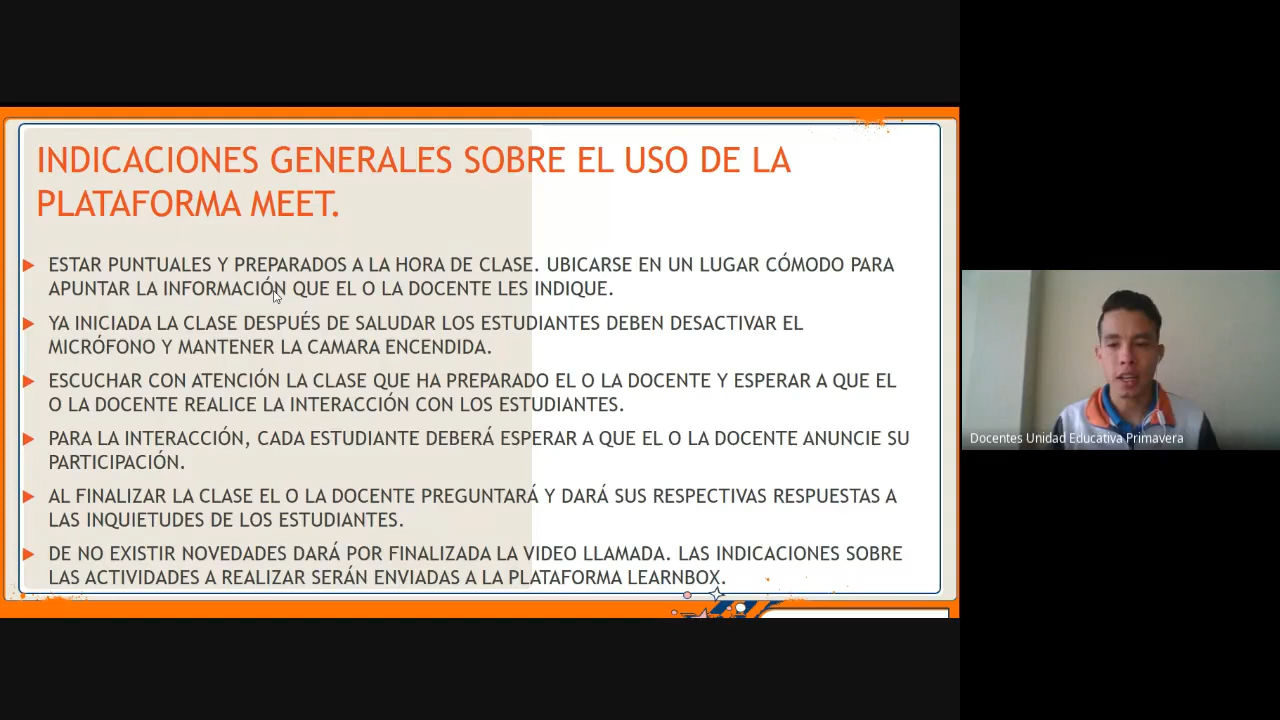 INDICACIONES GENERALES SOBRE EL USO DE LA
PLATAFORMA MEET.
ESTAR PUNTUALES Y PREPARADOS A LA HORA DE CLASE. UBICARSE EN UN LUGAR CÓMODO PARA
APUNTAR LA INFORMACIÓN QUE EL O LA DOCENTE LES INDIQUE.
YA INICIADA LA CLASE DESPUÉS DE SALUDAR LOS ESTUDIANTES DEBEN DESACTIVAR EL
MICRÓFONO Y MANTENER LA CAMARA ENCENDIDA.
ESCUCHAR CON ATENCIÓN LA CLASE QUE HA PREPARADO EL O LA DOCENTE Y ESPERAR A QUE EL
O LA DOCENTE REALICE LA INTERACCIÓN CON LOS ESTUDIANTES.
PARA LA INTERACCIÓN, CADA ESTUDIANTE DEBERÁ ESPERAR A QUE EL O LA DOCENTE ANUNCIE SU
PARTICIPACIÓN.
AL FINALIZAR LA CLASE EL O LA DOCENTE PREGUNTARÁ Y DARÁ SUS RESPECTIVAS RESPUESTAS A
LAS INQUIETUDES DE LOS ESTUDIANTES.
DE NO EXISTIR NOVEDADES DARÁ POR FINALIZADA LA VIDEO LLAMADA. LAS INDICACIONES SOBRE
LAS ACTIVIDADES A REALIZAR SERÁN ENVIADAS A LA PLATAFORMA LEARNBOX.
Docentes Unidad Educativa Primavera